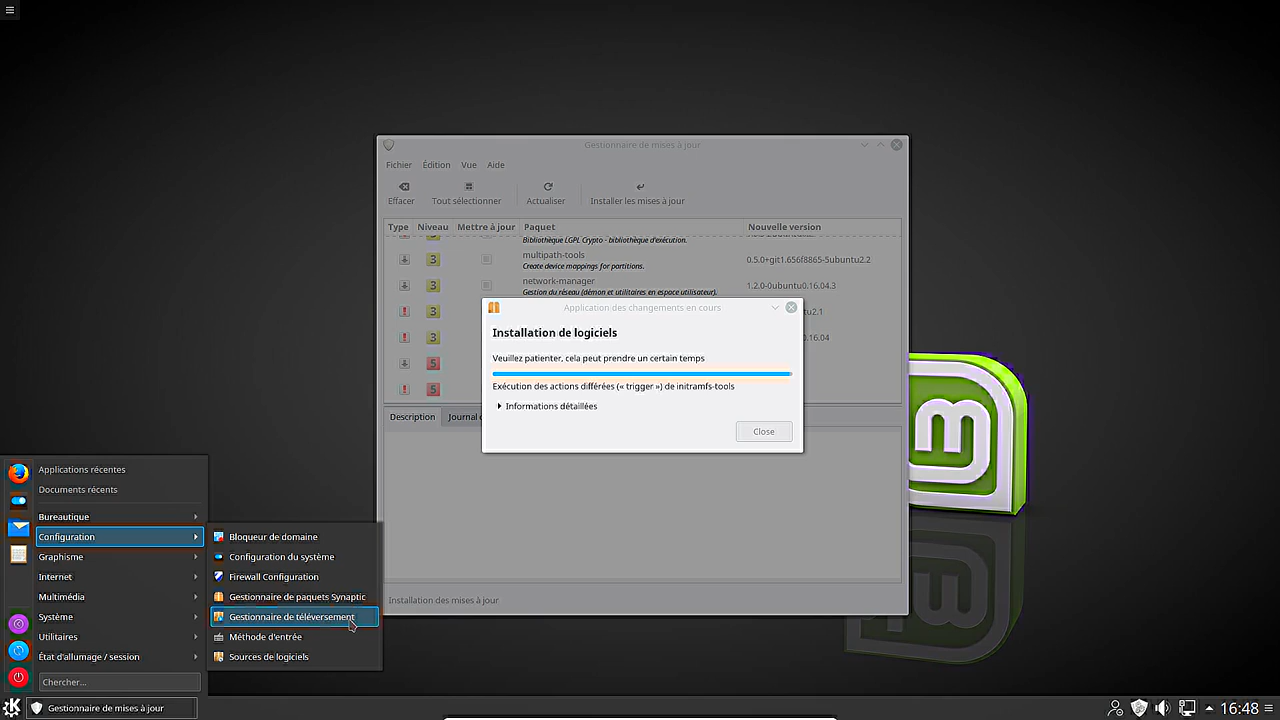 Gestionnaire de mises à jour
Fichier Édition Vue Aide
Effacer Tout sélectionner Actualiser Installer les mises à jour
Type Niveau Mettre à jour Paquet Nouvelle version
3 Bibliothèque LGPL Crypto - bibliothèque d'exécution.
3 multipath-tools 0.5.0+git1.656f8865-5ubuntu2.2
Create device mappings for partitions.
3 network-manager 1.2.0-0ubuntu0.16.04.3
Gestion du réseau (démon et utilitaires en espace utilisateur).
3
3
5
5
Application des changements en cours
Installation de logiciels
Veuillez patienter, cela peut prendre un certain temps
Exécution des actions différées (« trigger ») de initramfs-tools
Informations détaillées
Close
Description Journal
Installation des mises à jour
Applications récentes
Documents récents
Bureautique
Configuration
Graphisme
Internet
Multimédia
Système
Utilitaires
État d'allumage / session
Chercher...
Bloqueur de domaine
Configuration du système
Firewall Configuration
Gestionnaire de paquets Synaptic
Gestionnaire de téléversement
Méthode d'entrée
Sources de logiciels
Gestionnaire de mises à jour
16:48